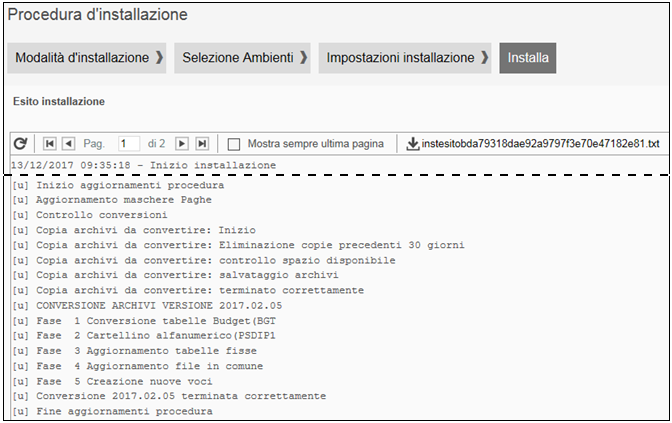 Procedura d'installazione
Modalità d'installazione ❯ Selezione Ambienti ❯ Impostazioni installazione ❯ Installa
Esito installazione
Pag. 1 di 2 Mostra sempre ultima pagina instesitobda79318dae92a9797f3e70e47182e81.txt
13/12/2017 09:35:18 - Inizio installazione
[u] Inizio aggiornamenti procedura
[u] Aggiornamento maschere Paghe
[u] Controllo conversioni
[u] Copia archivi da convertire: Inizio
[u] Copia archivi da convertire: Eliminazione copie precedenti 30 giorni
[u] Copia archivi da convertire: controllo spazio disponibile
[u] Copia archivi da convertire: salvataggio archivi
[u] Copia archivi da convertire: terminato correttamente
[u] CONVERSIONE ARCHIVI VERSIONE 2017.02.05
[u] Fase  1 Conversione tabelle Budget(BGT
[u] Fase  2 Cartellino alfanumerico(PSDIP1
[u] Fase  3 Aggiornamento tabelle fisse
[u] Fase  4 Aggiornamento file in comune
[u] Fase  5 Creazione nuove voci
[u] Conversione 2017.02.05 terminata correttamente
[u] Fine aggiornamenti procedura